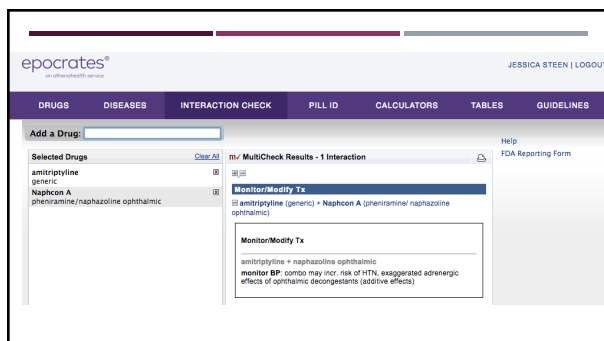 epocrates®
an athenahealth service
JESSICA STEEN | LOGOUT
DRUGS DISEASES INTERACTION CHECK PILL ID CALCULATORS TABLES GUIDELINES
Add a Drug:
Help
FDA Reporting Form
Selected Drugs Clear All
amitriptyline
generic
Naphcon A
pheniramine/naphazoline ophthalmic
m✓ MultiCheck Results - 1 Interaction
Monitor/Modify Tx
amitriptyline (generic) + Naphcon A (pheniramine/ naphazoline
ophthalmic)
Monitor/Modify Tx
amitriptyline + naphazoline ophthalmic
monitor BP: combo may incr. risk of HTN, exaggerated adrenergic
effects of ophthalmic decongestants (additive effects)